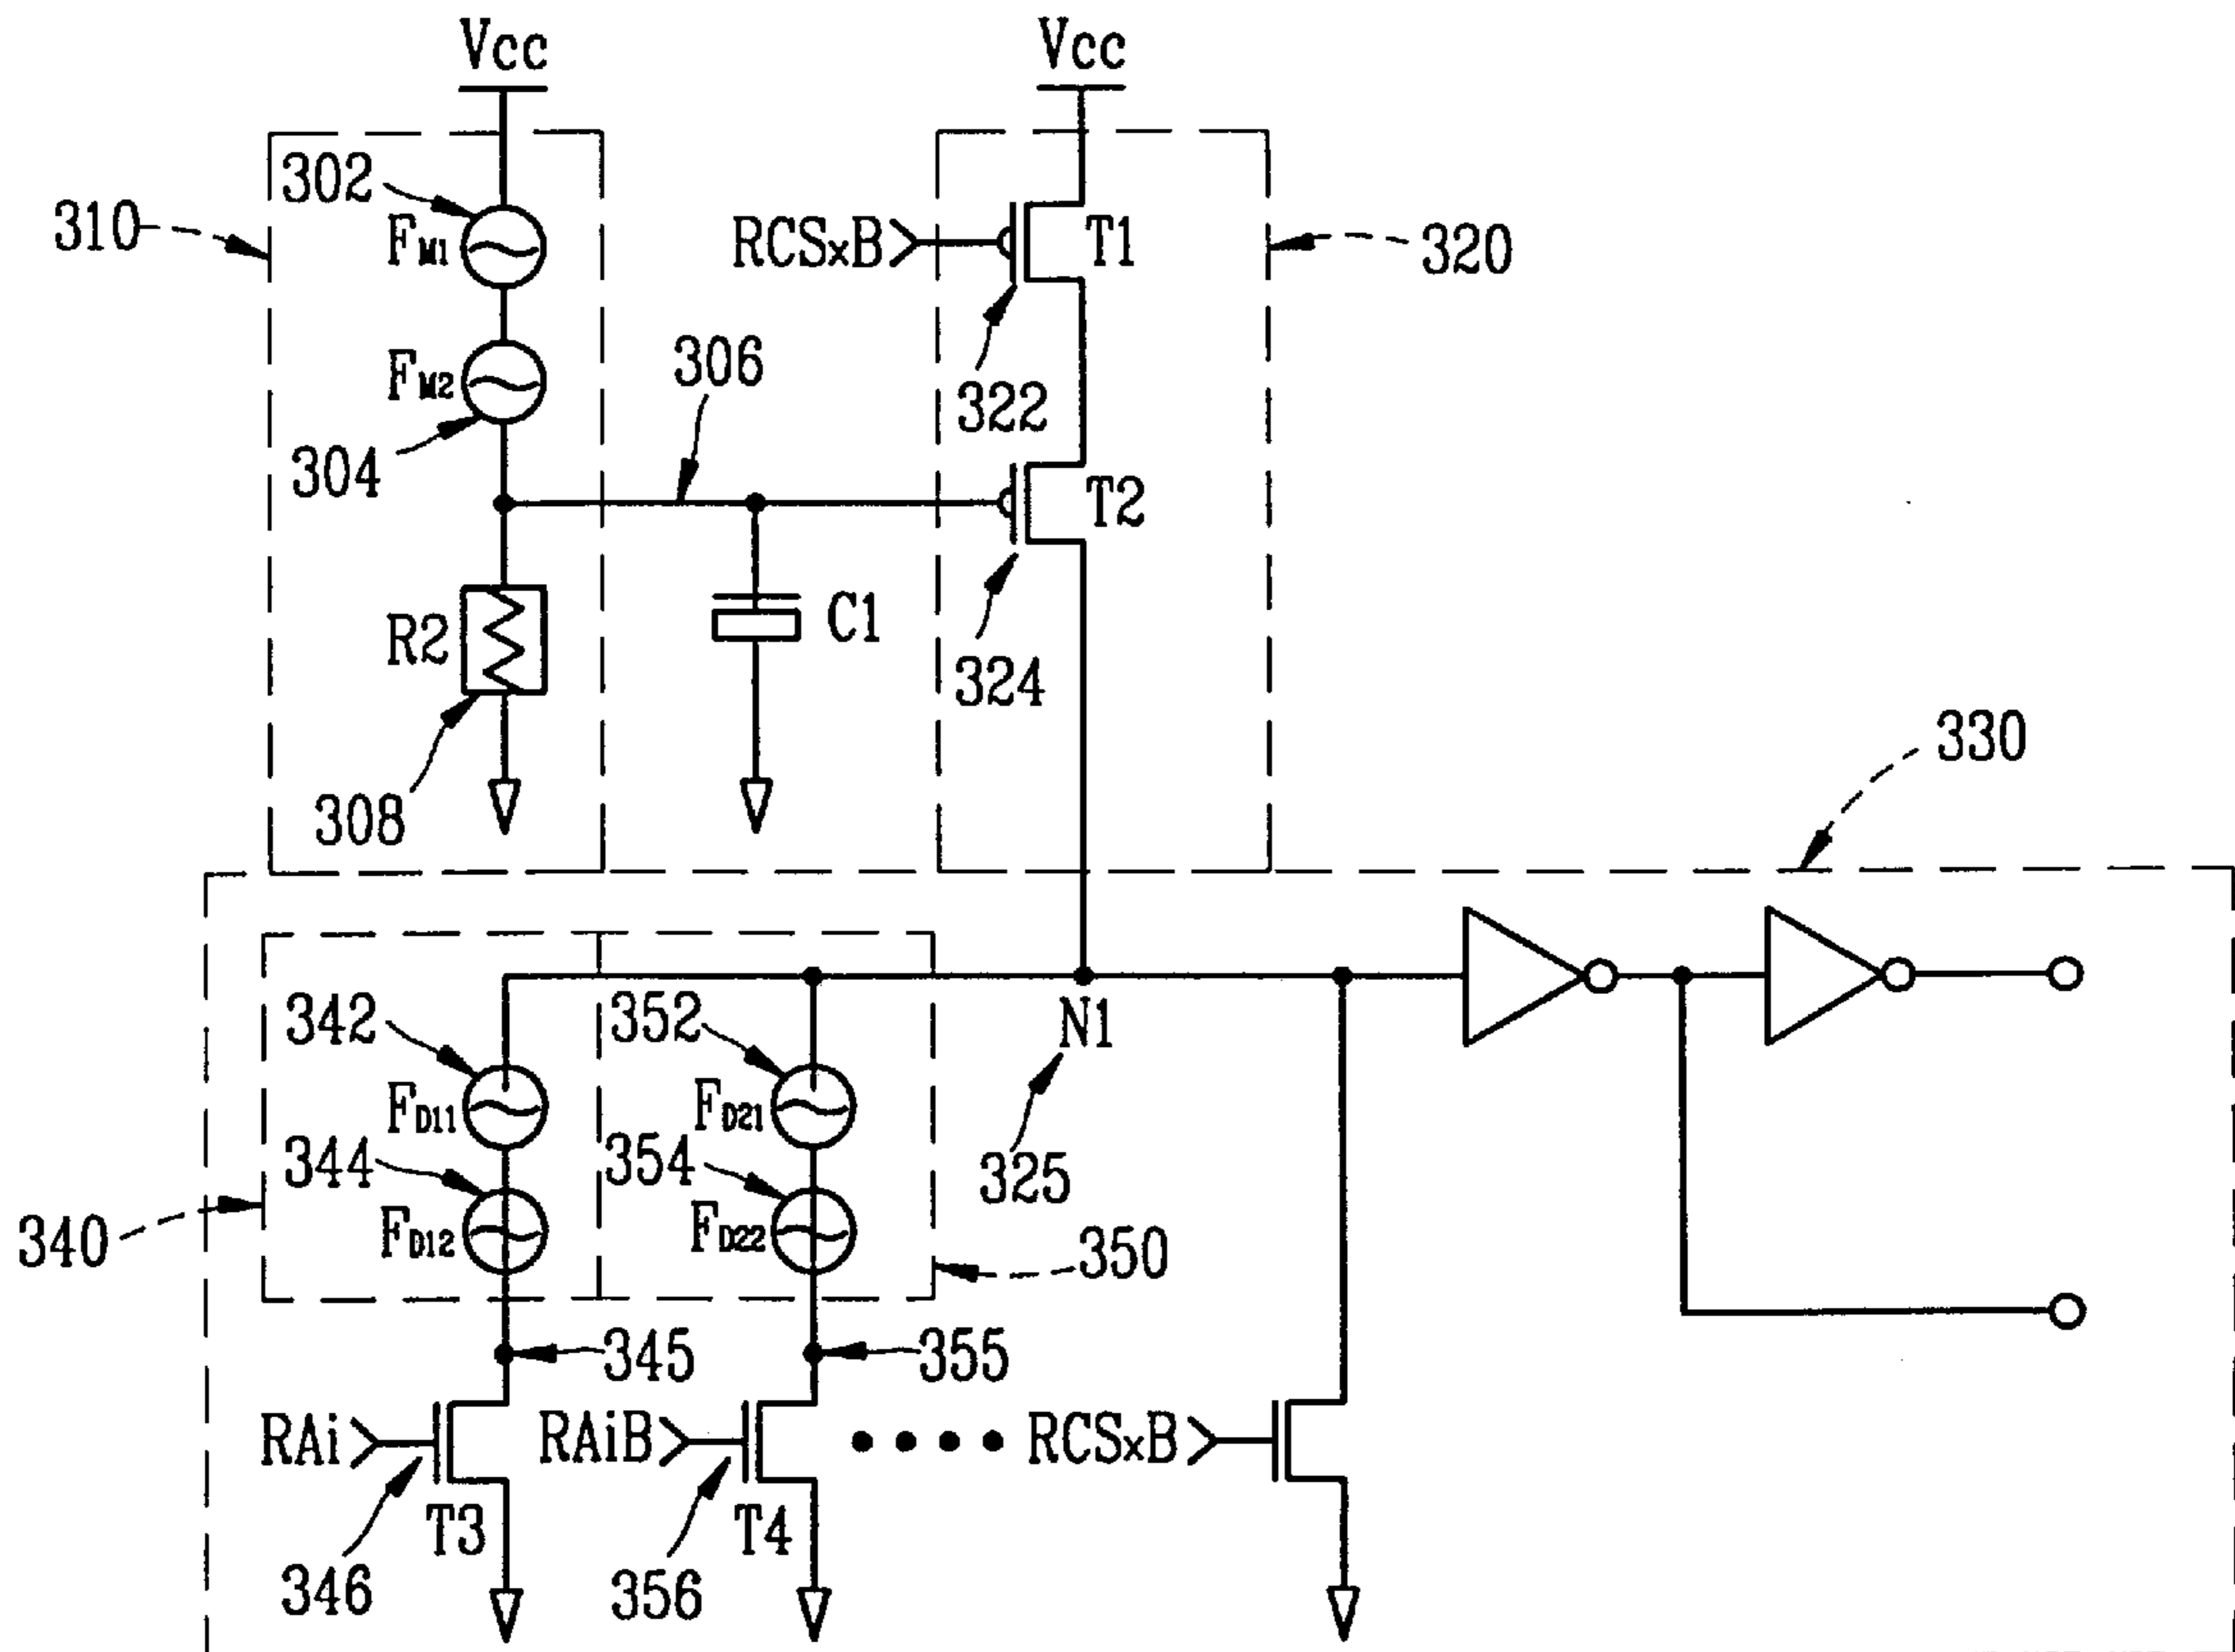 Vcc
Vcc
302
310
FM1
RCSxB
T1
320
306
322
FM2
304
T2
R2
C1
324
330
308
342
352
N1
FD11
FD21
344
354
325
340
FD12
FD22
350
345
355
RAi
RAiB
RCSxB
T3
T4
346
356